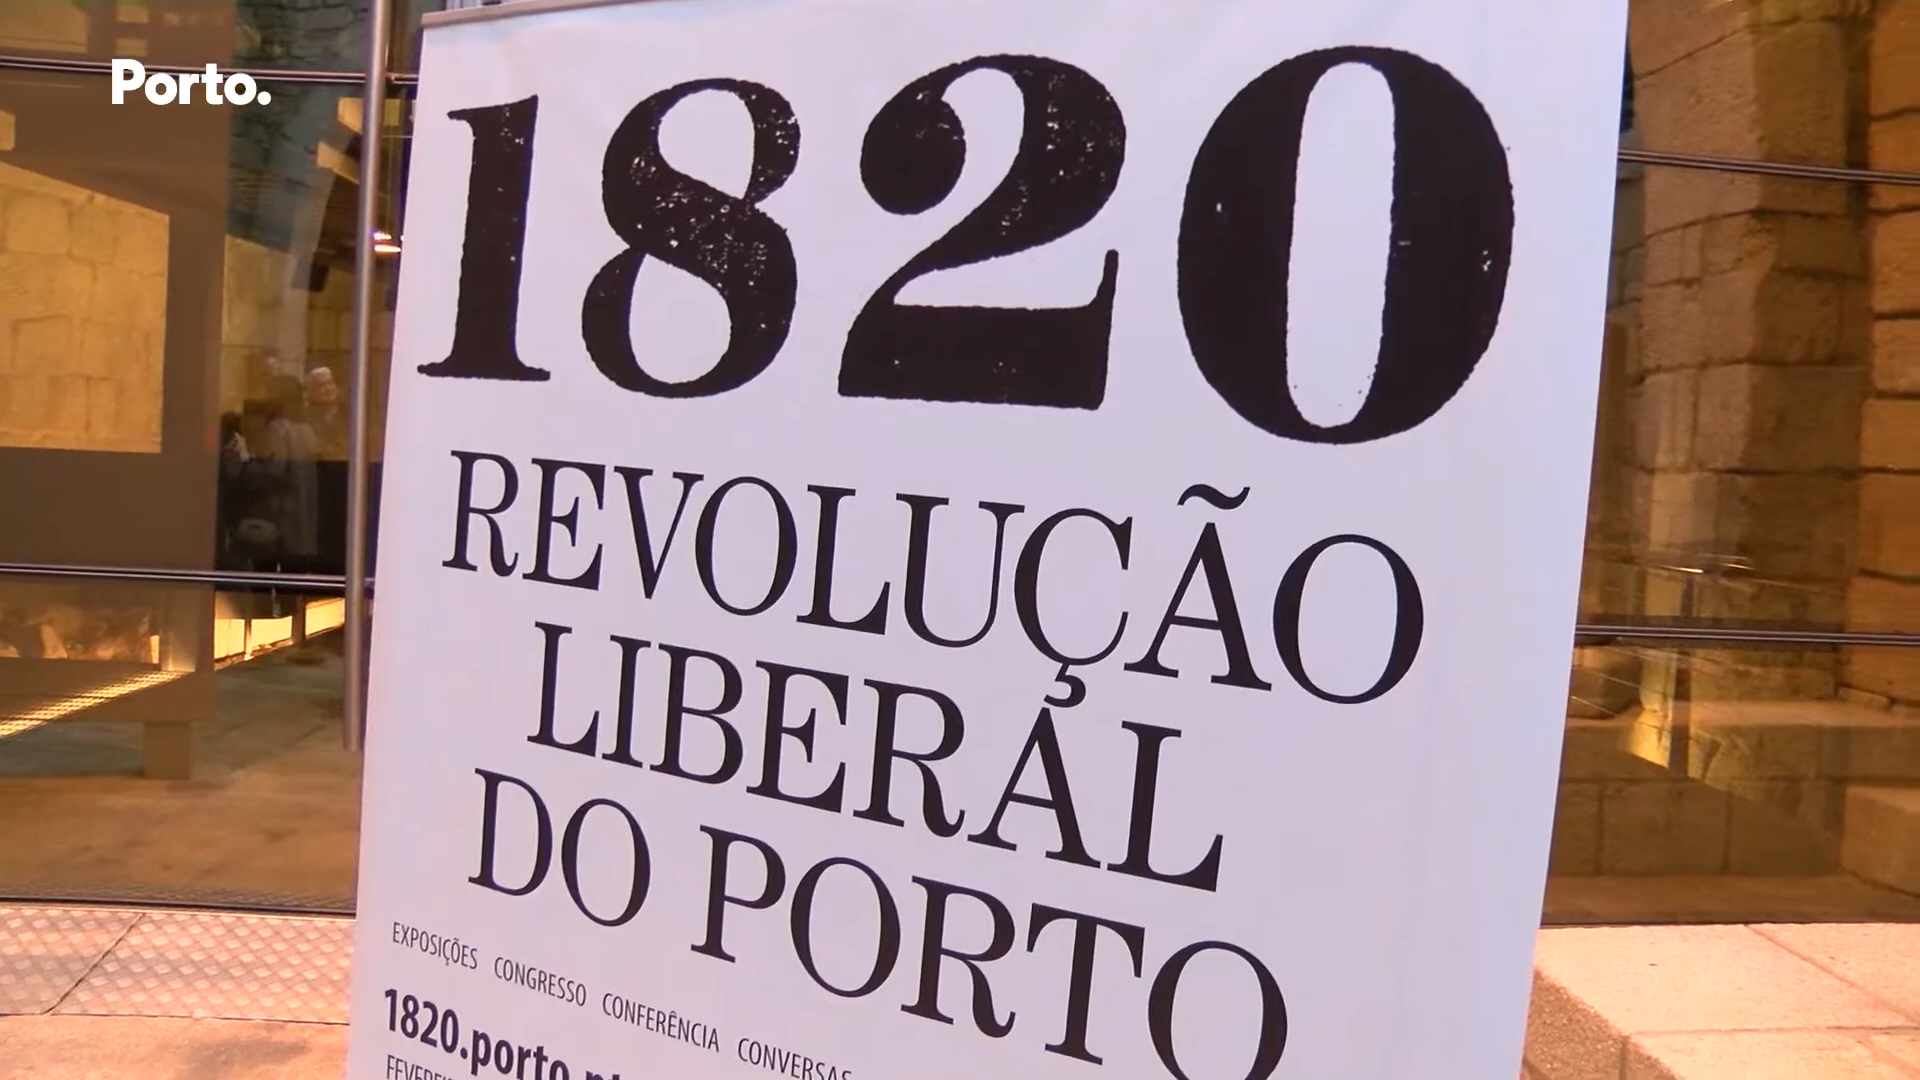 Porto.
1820
REVOLUÇÃO
LIBERAL
DO PORTO
EXPOSIÇÕES CONGRESSO CONFERÊNCIA CONVERSAS
1820.porto.pt